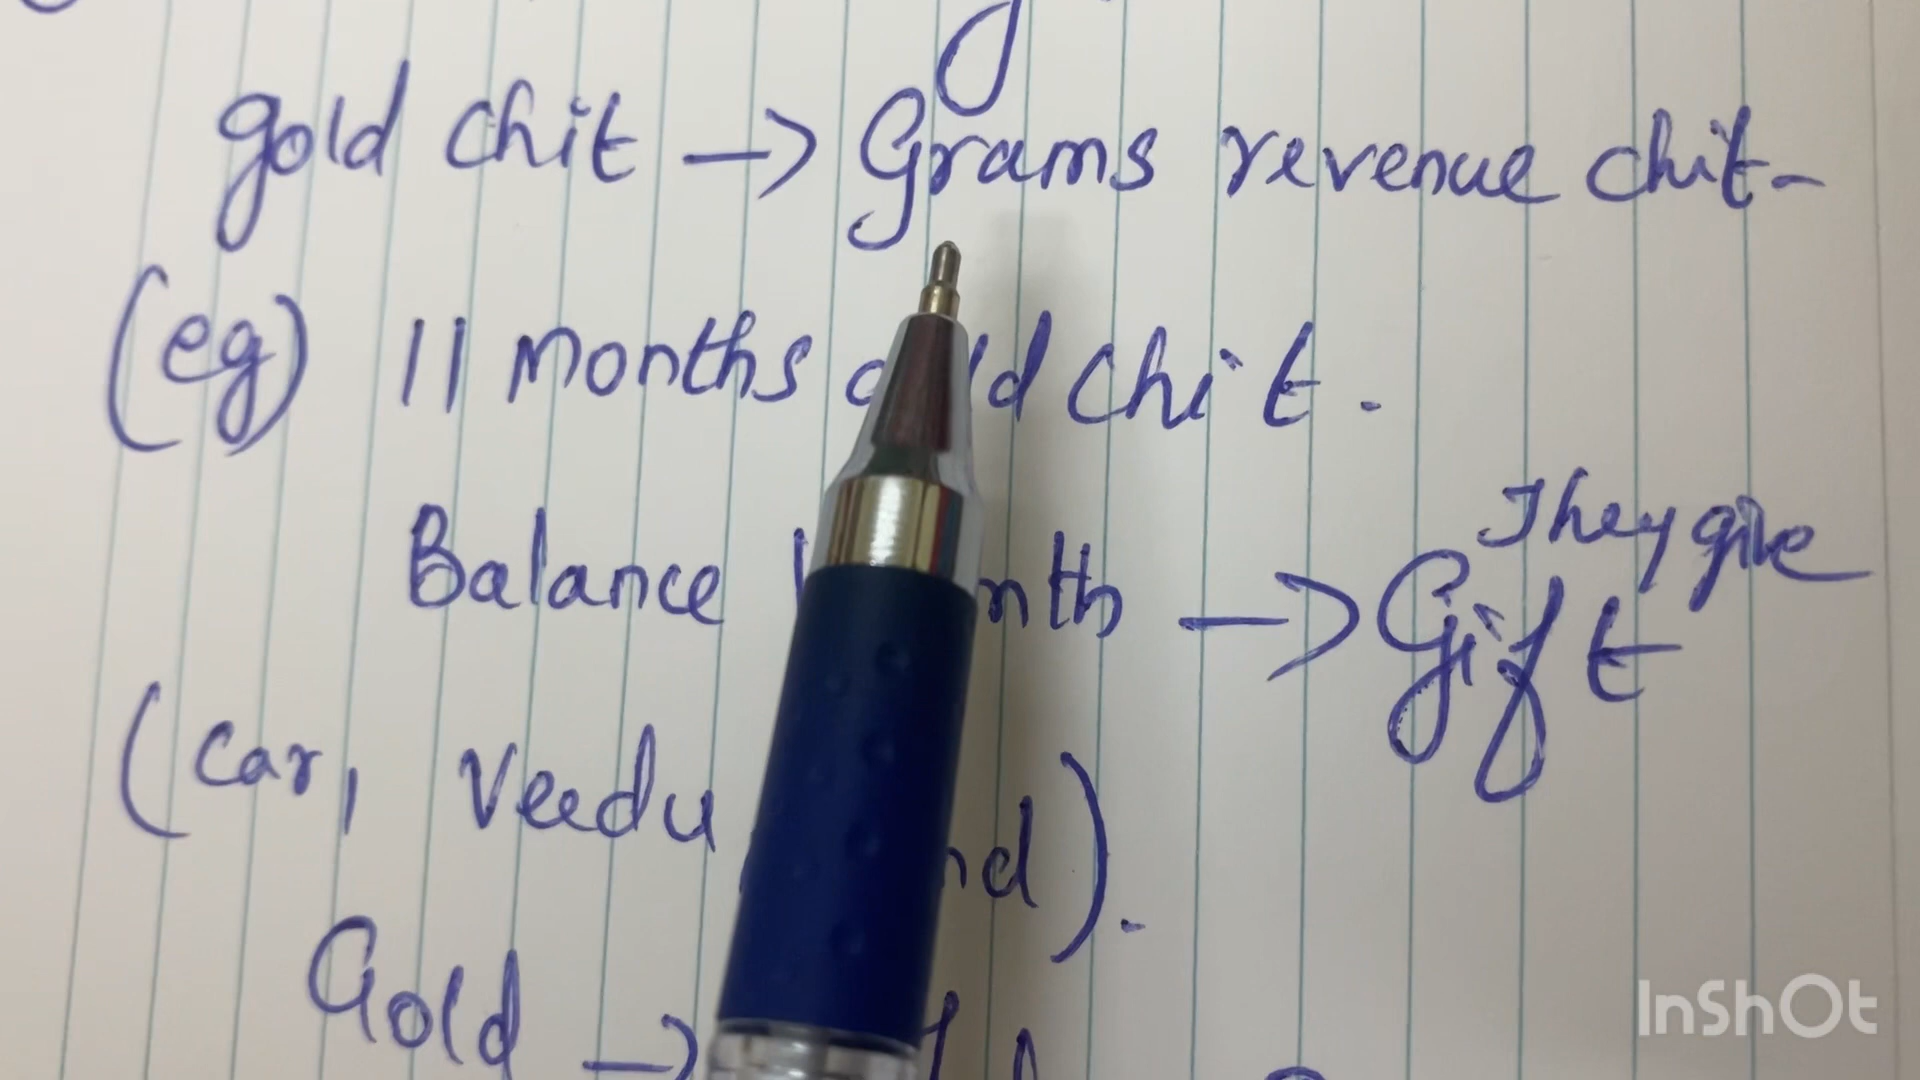 gold chit → Grams revenue chit-
(eg) 11 months chit.
Balance → They give Gift
(car, Veedu
Gold →
InShOt